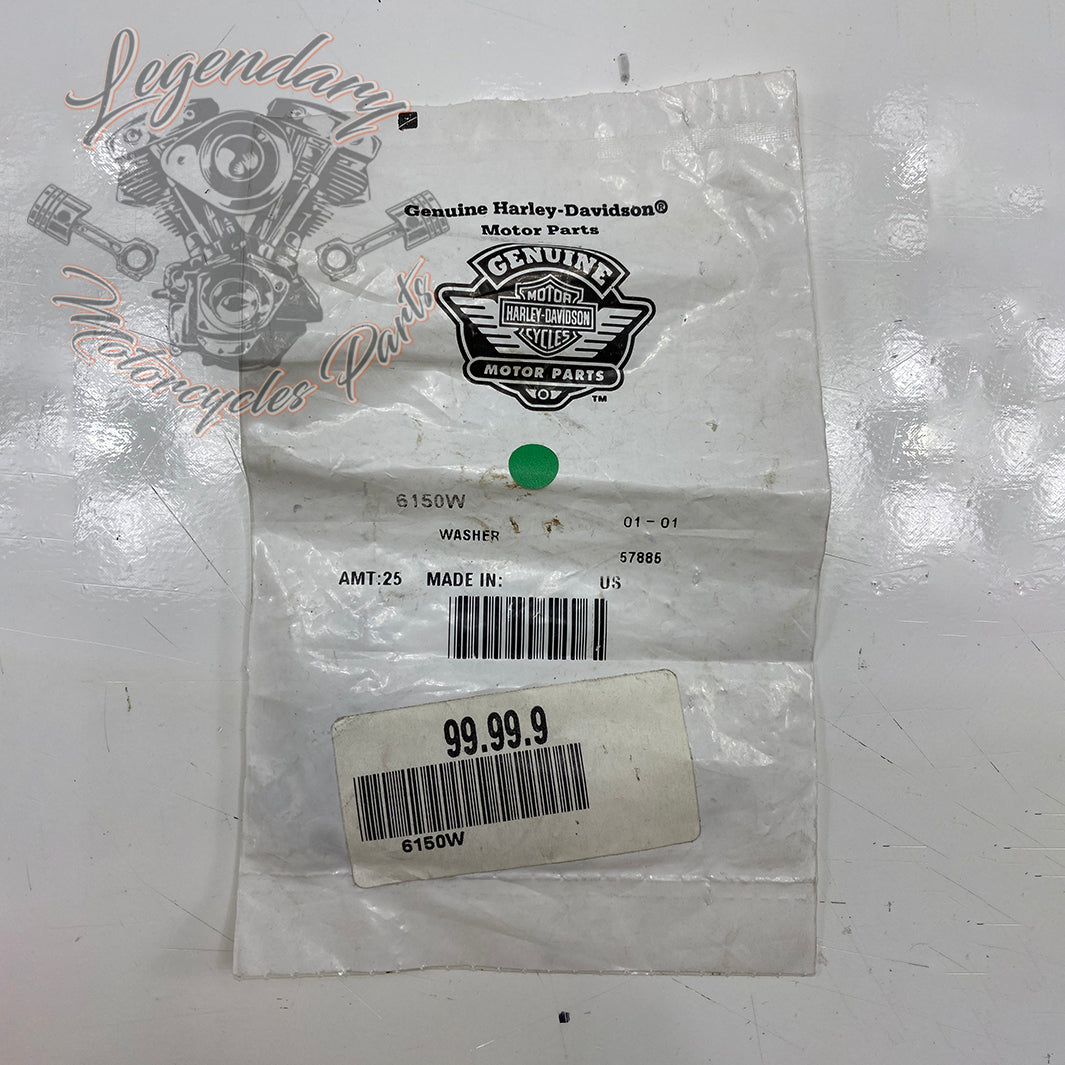 Legendary
Motorcycles Parts
Genuine Harley-Davidson®
Motor Parts
GENUINE
MOTOR
HARLEY-DAVIDSON
CYCLES
MOTOR PARTS
™
6150W
01-01
WASHER
57885
AMT:25 MADE IN: US
99.99.9
6150W